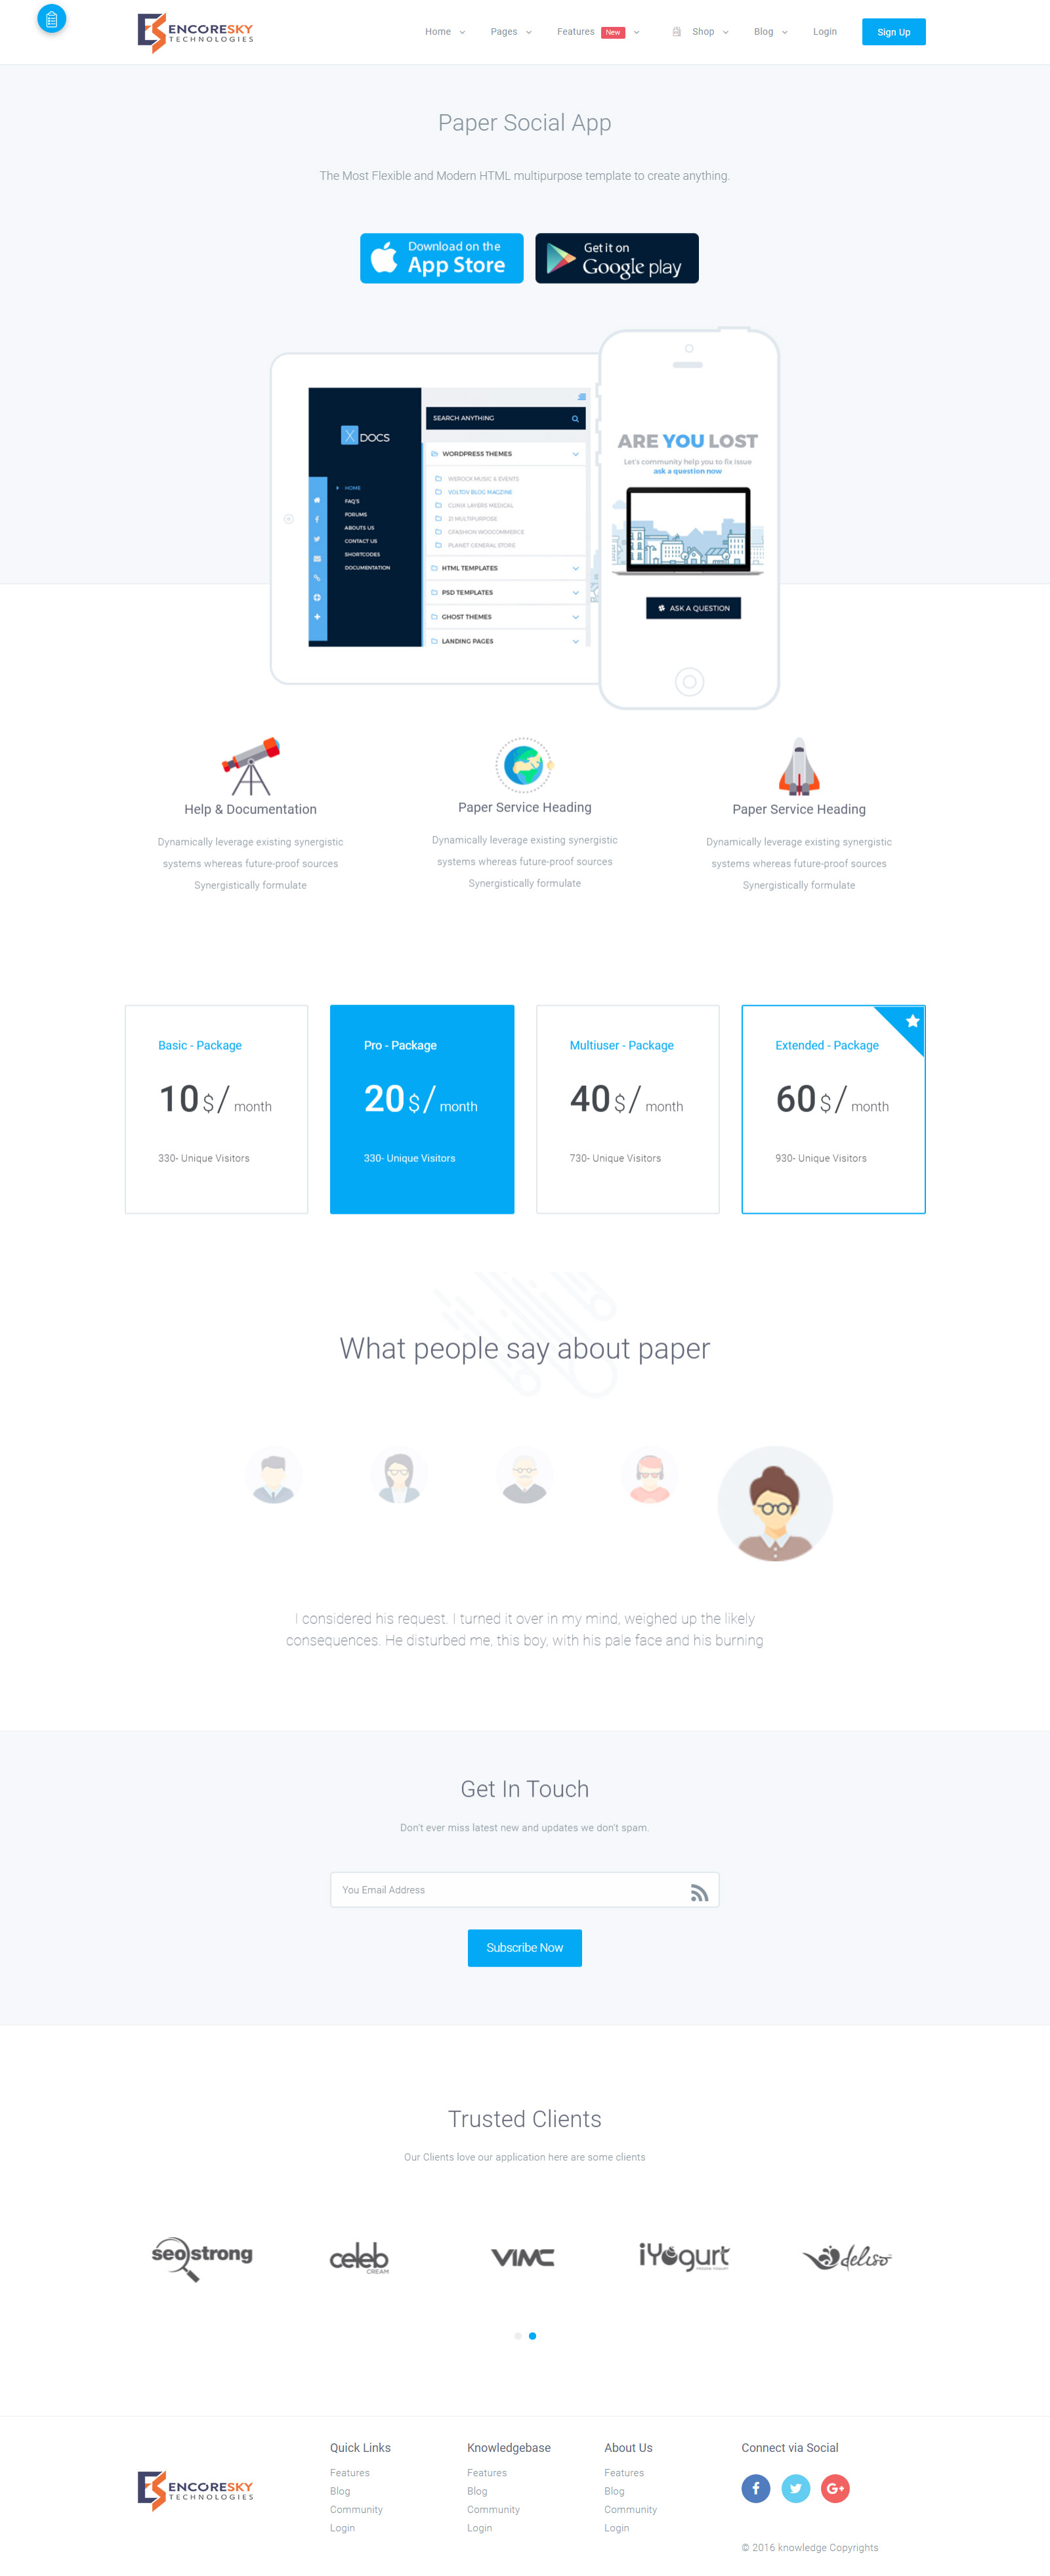 ENCORESKY
TECHNOLOGIES
Home
Pages
Features New
Shop
Blog
Login
Sign Up
Paper Social App
The Most Flexible and Modern HTML multipurpose template to create anything.
Download on the
App Store
Get it on
Google play
X DOCS
HOME
FAQ'S
FORUMS
ABOUTS US
CONTACT US
SHORTCODES
DOCUMENTATION
SEARCH ANYTHING
WORDPRESS THEMES
WEROCK MUSIC & EVENTS
VOLTOV BLOG MAGZINE
CLINIX LAYERS MEDICAL
ZI MULTIPURPOSE
GFASHION WOOCOMMERCE
PLANET GENERAL STORE
HTML TEMPLATES
PSD TEMPLATES
GHOST THEMES
LANDING PAGES
ARE YOU LOST
Let's community help you to fix issue
ask a question now
ASK A QUESTION
Help & Documentation
Dynamically leverage existing synergistic
systems whereas future-proof sources
Synergistically formulate
Paper Service Heading
Dynamically leverage existing synergistic
systems whereas future-proof sources
Synergistically formulate
Paper Service Heading
Dynamically leverage existing synergistic
systems whereas future-proof sources
Synergistically formulate
Basic - Package
10 $ / month
330- Unique Visitors
Pro - Package
20 $ / month
330- Unique Visitors
Multiuser - Package
40 $ / month
730- Unique Visitors
Extended - Package
60 $ / month
930- Unique Visitors
What people say about paper
I considered his request. I turned it over in my mind, weighed up the likely
consequences. He disturbed me, this boy, with his pale face and his burning
Get In Touch
Don't ever miss latest new and updates we don't spam.
You Email Address
Subscribe Now
Trusted Clients
Our Clients love our application here are some clients
seostrong
celeb
CREAM
VIMC
iYogurt
FROZEN YOGURT
deliso
ENCORESKY
TECHNOLOGIES
Quick Links
Features
Blog
Community
Login
Knowledgebase
Features
Blog
Community
Login
About Us
Features
Blog
Community
Login
Connect via Social
G+
© 2016 knowledge Copyrights